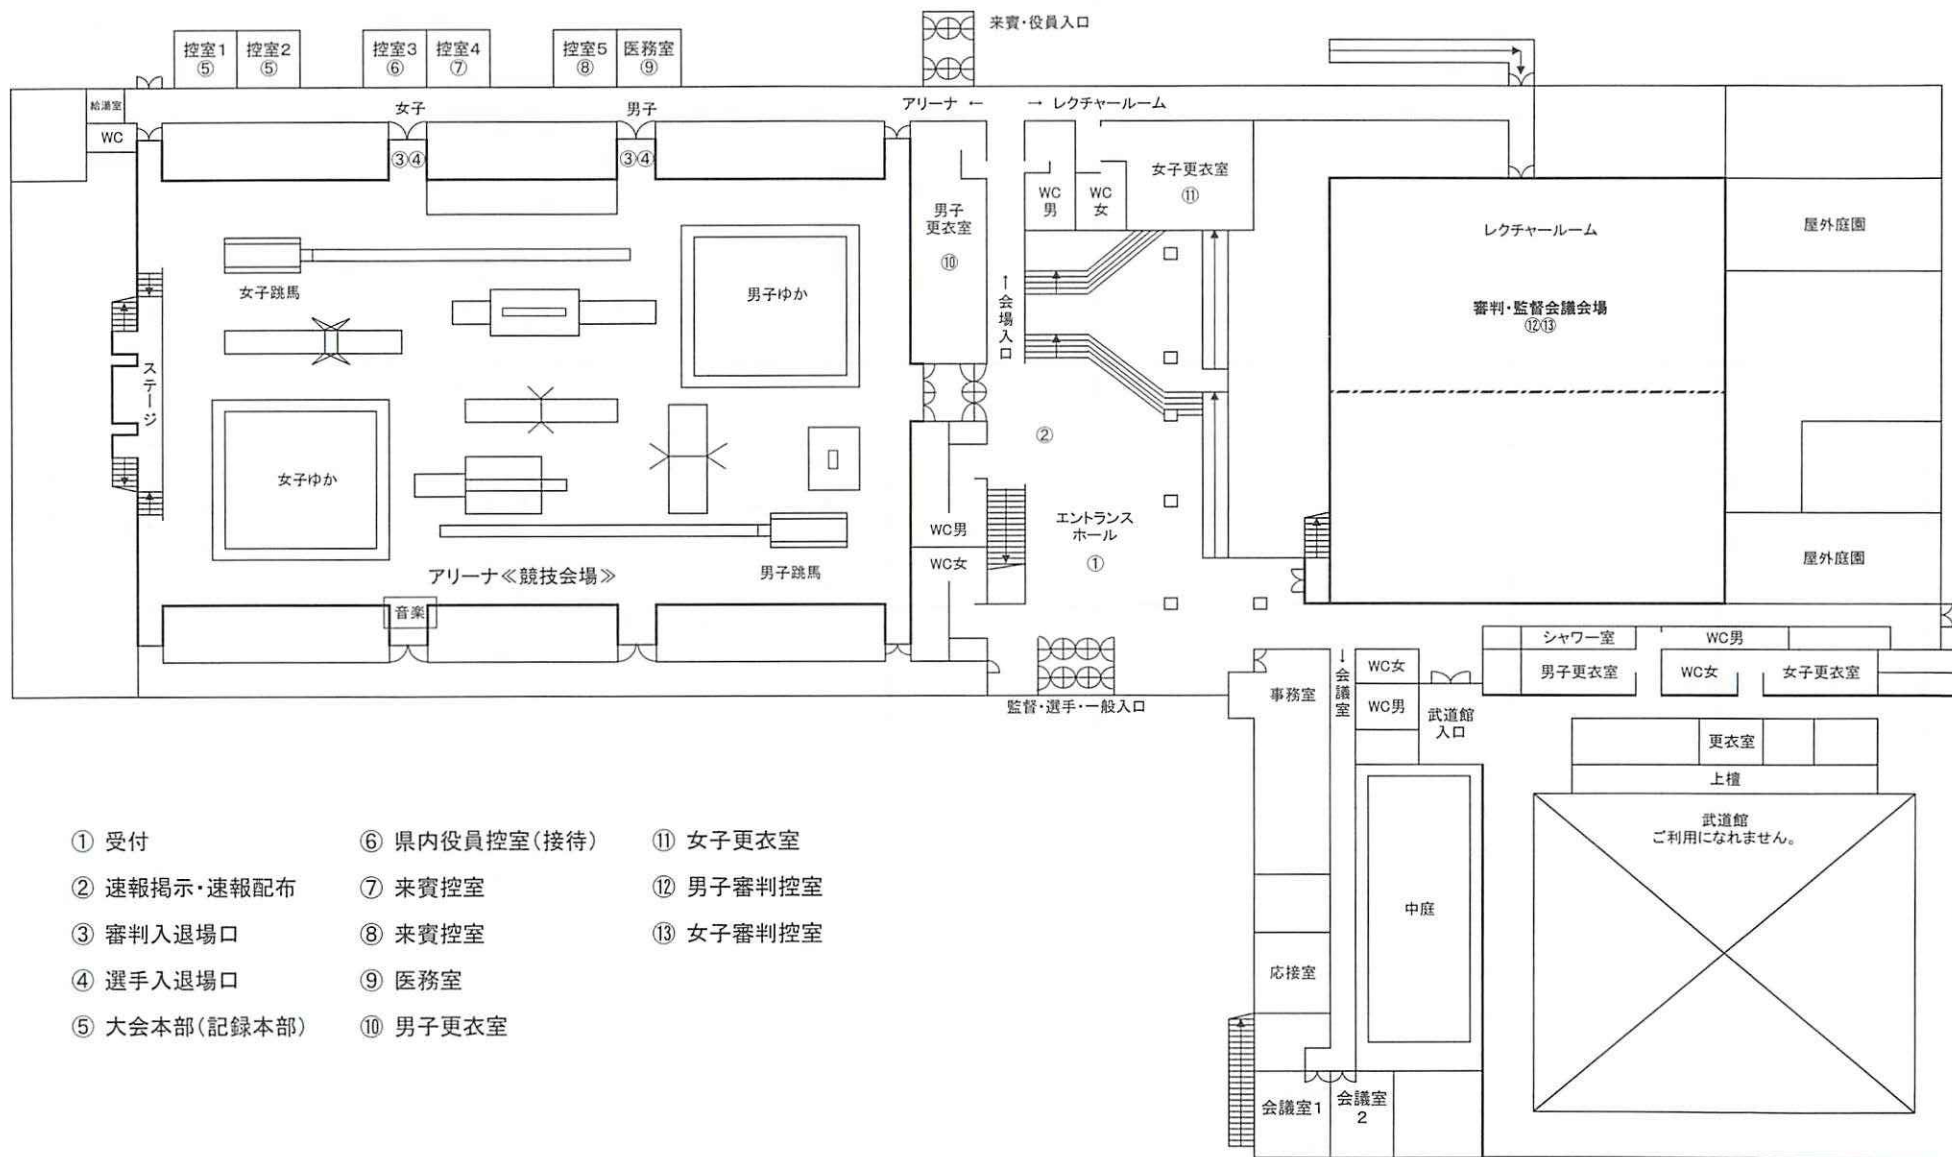 来賓・役員入口
控室1
⑤
控室2
⑤
控室3
⑥
控室4
⑦
控室5
⑧
医務室
⑨
給湯室
WC
女子
③④
男子
③④
アリーナ ←
→ レクチャールーム
男子
更衣室
⑩
WC
男
WC
女
女子更衣室
⑪
↑会場入口
レクチャールーム
審判・監督会議会場
⑫⑬
屋外庭園
屋外庭園
女子跳馬
男子ゆか
ステージ
女子ゆか
男子跳馬
アリーナ≪競技会場≫
音楽
②
WC男
WC女
エントランス
ホール
①
監督・選手・一般入口
事務室
↓会議室
WC女
WC男
武道館
入口
シャワー室
WC男
男子更衣室
WC女
女子更衣室
更衣室
上檀
武道館
ご利用になれません。
中庭
応接室
会議室1
会議室
2
① 受付
② 速報掲示・速報配布
③ 審判入退場口
④ 選手入退場口
⑤ 大会本部（記録本部）
⑥ 県内役員控室（接待）
⑦ 来賓控室
⑧ 来賓控室
⑨ 医務室
⑩ 男子更衣室
⑪ 女子更衣室
⑫ 男子審判控室
⑬ 女子審判控室